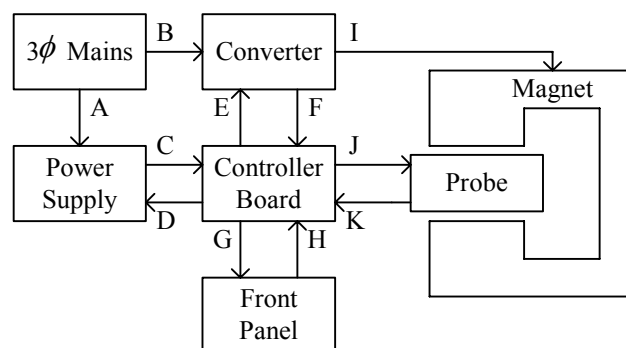 B
I
3ϕ Mains
Converter
Magnet
A
E
F
C
J
Power
Supply
Controller
Board
Probe
D
K
G
H
Front
Panel